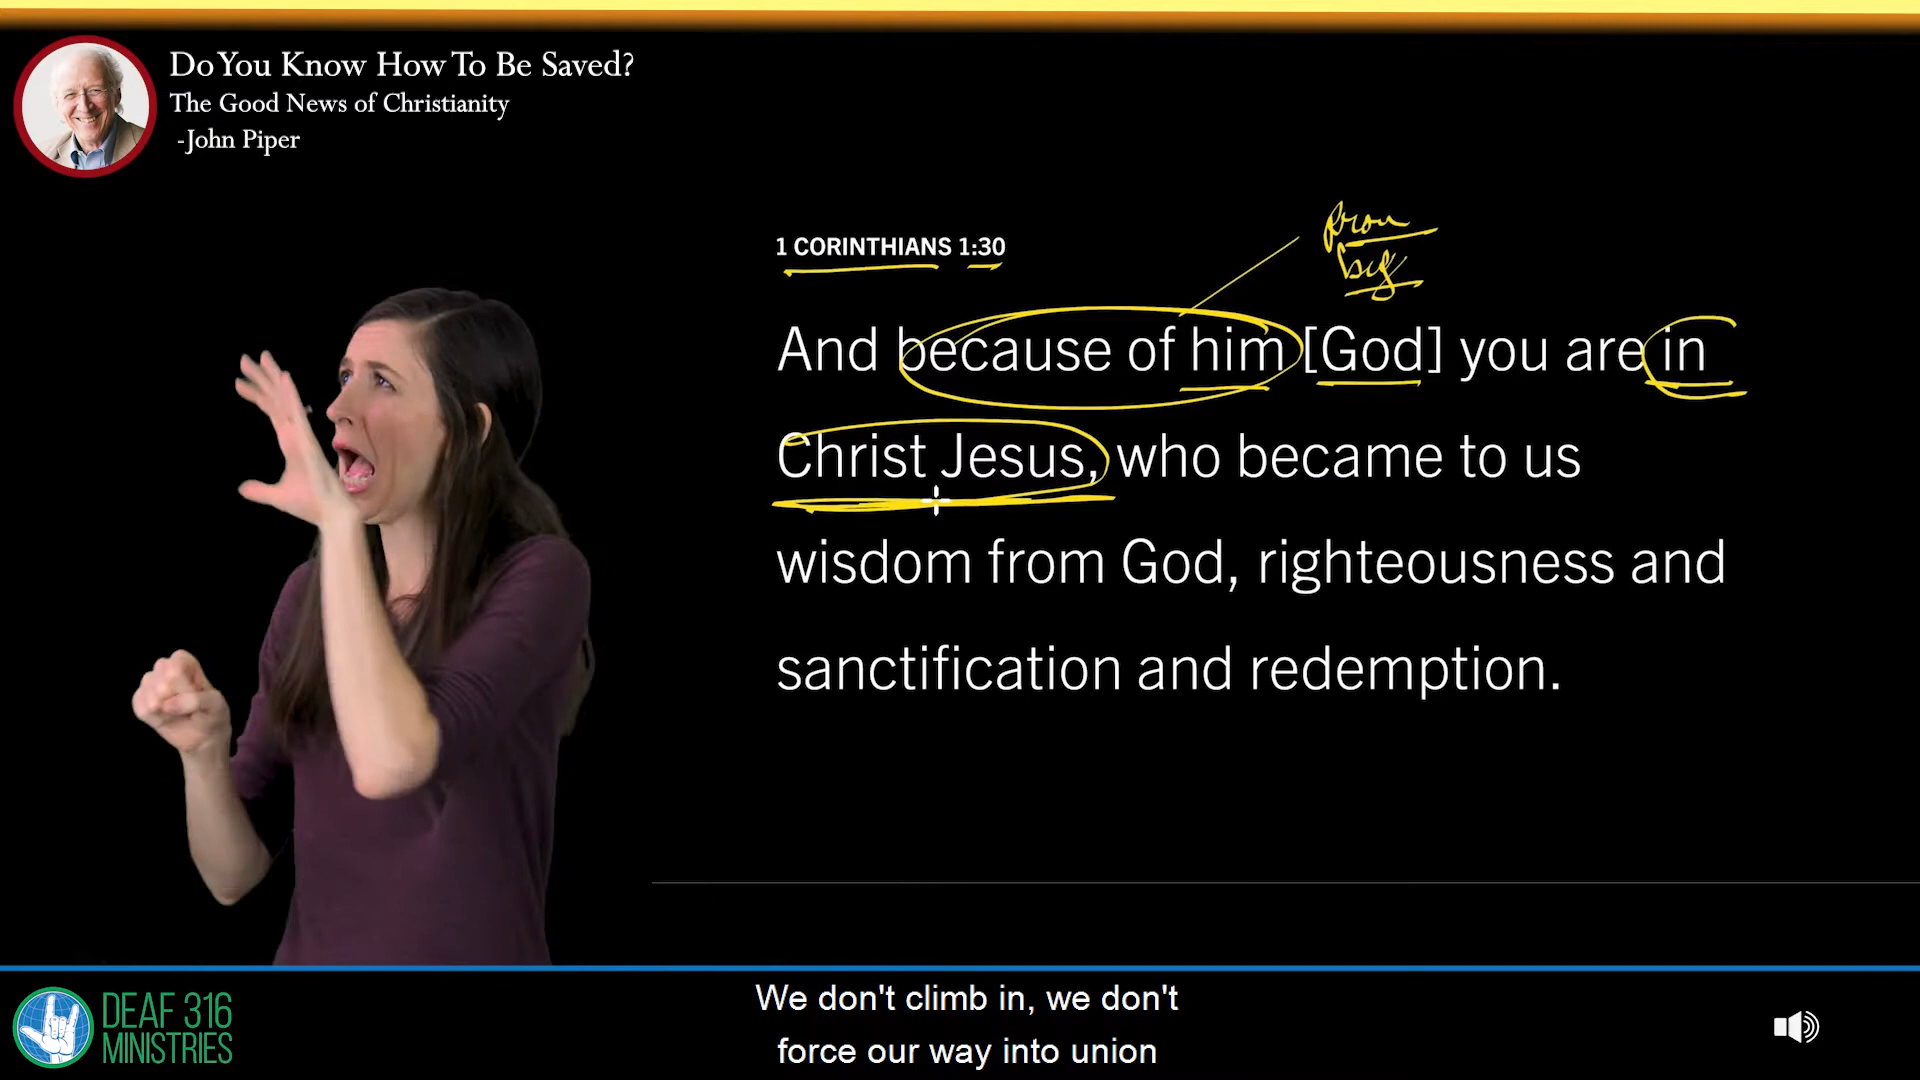 Do You Know How To Be Saved?
The Good News of Christianity
-John Piper
1 CORINTHIANS 1:30
And because of him [God] you are in
Christ Jesus, who became to us
wisdom from God, righteousness and
sanctification and redemption.
DEAF 316
MINISTRIES
We don't climb in, we don't
force our way into union